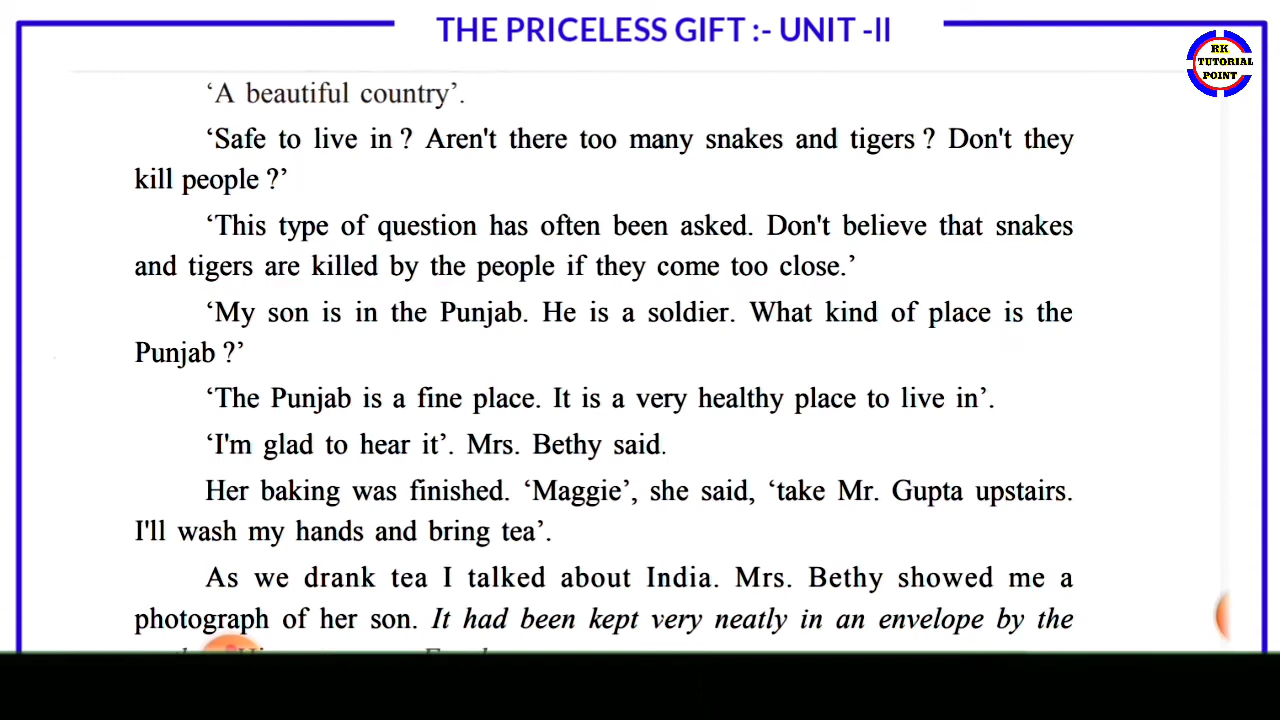 THE PRICELESS GIFT :- UNIT -II
RK
TUTORIAL
POINT
‘A beautiful country’.
‘Safe to live in ? Aren't there too many snakes and tigers ? Don't they
kill people ?’
‘This type of question has often been asked. Don't believe that snakes
and tigers are killed by the people if they come too close.’
‘My son is in the Punjab. He is a soldier. What kind of place is the
Punjab ?’
‘The Punjab is a fine place. It is a very healthy place to live in’.
‘I'm glad to hear it’. Mrs. Bethy said.
Her baking was finished. ‘Maggie’, she said, ‘take Mr. Gupta upstairs.
I'll wash my hands and bring tea’.
As we drank tea I talked about India. Mrs. Bethy showed me a
photograph of her son. It had been kept very neatly in an envelope by the